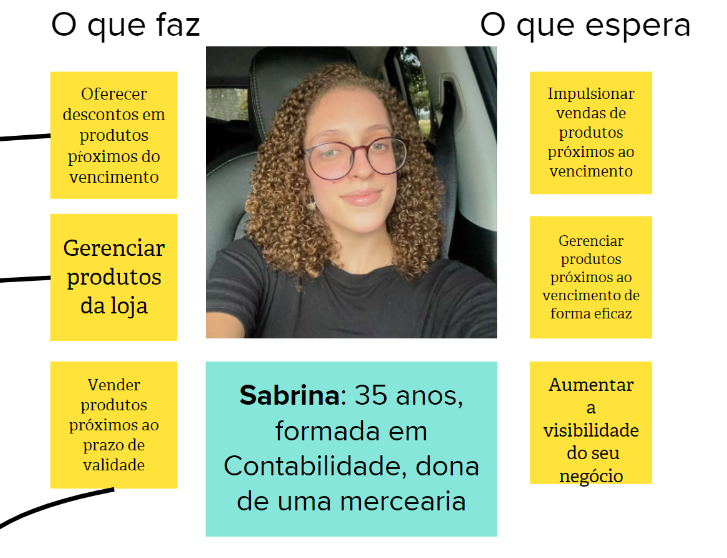 O que faz
O que espera
Oferecer
descontos em
produtos
próximos do
vencimento
Gerenciar
produtos
da loja
Vender
produtos
próximos ao
prazo de
validade
Sabrina: 35 anos,
formada em
Contabilidade, dona
de uma mercearia
Impulsionar
vendas de
produtos
próximos ao
vencimento
Gerenciar
produtos
próximos ao
vencimento de
forma eficaz
Aumentar
a
visibilidade
do seu
negócio